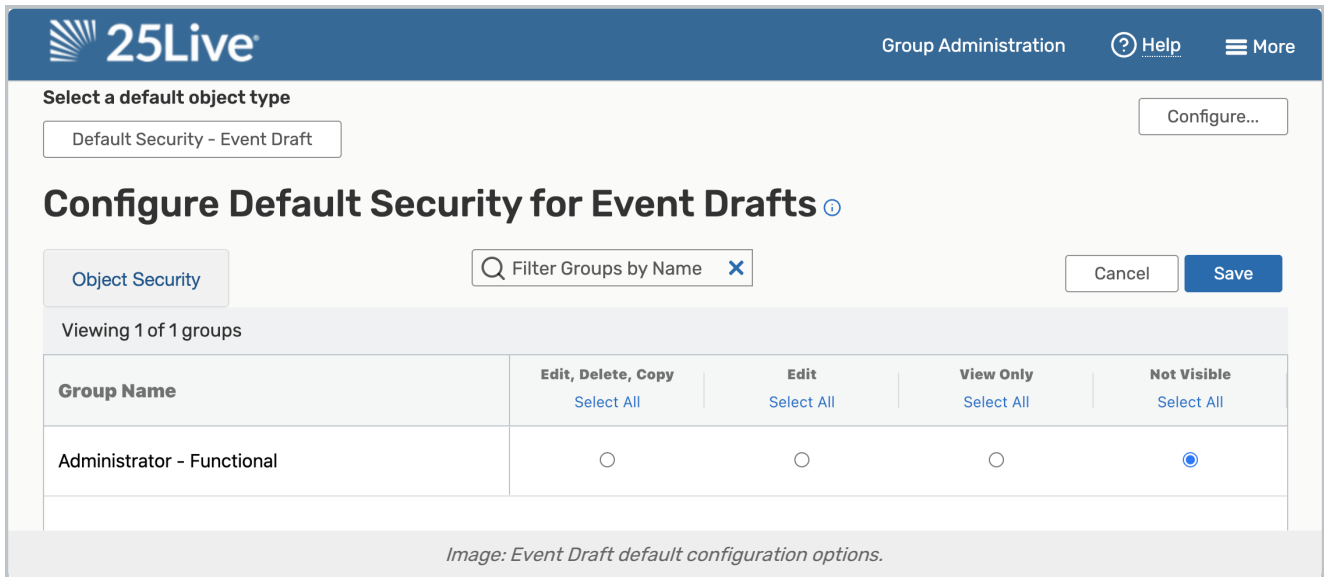 25Live
Group Administration
? Help
More
Select a default object type
Default Security - Event Draft
Configure...
Configure Default Security for Event Drafts
Object Security
Filter Groups by Name
Cancel
Save
Viewing 1 of 1 groups
Group Name
Edit, Delete, Copy
Select All
Edit
Select All
View Only
Select All
Not Visible
Select All
Administrator - Functional
Image: Event Draft default configuration options.